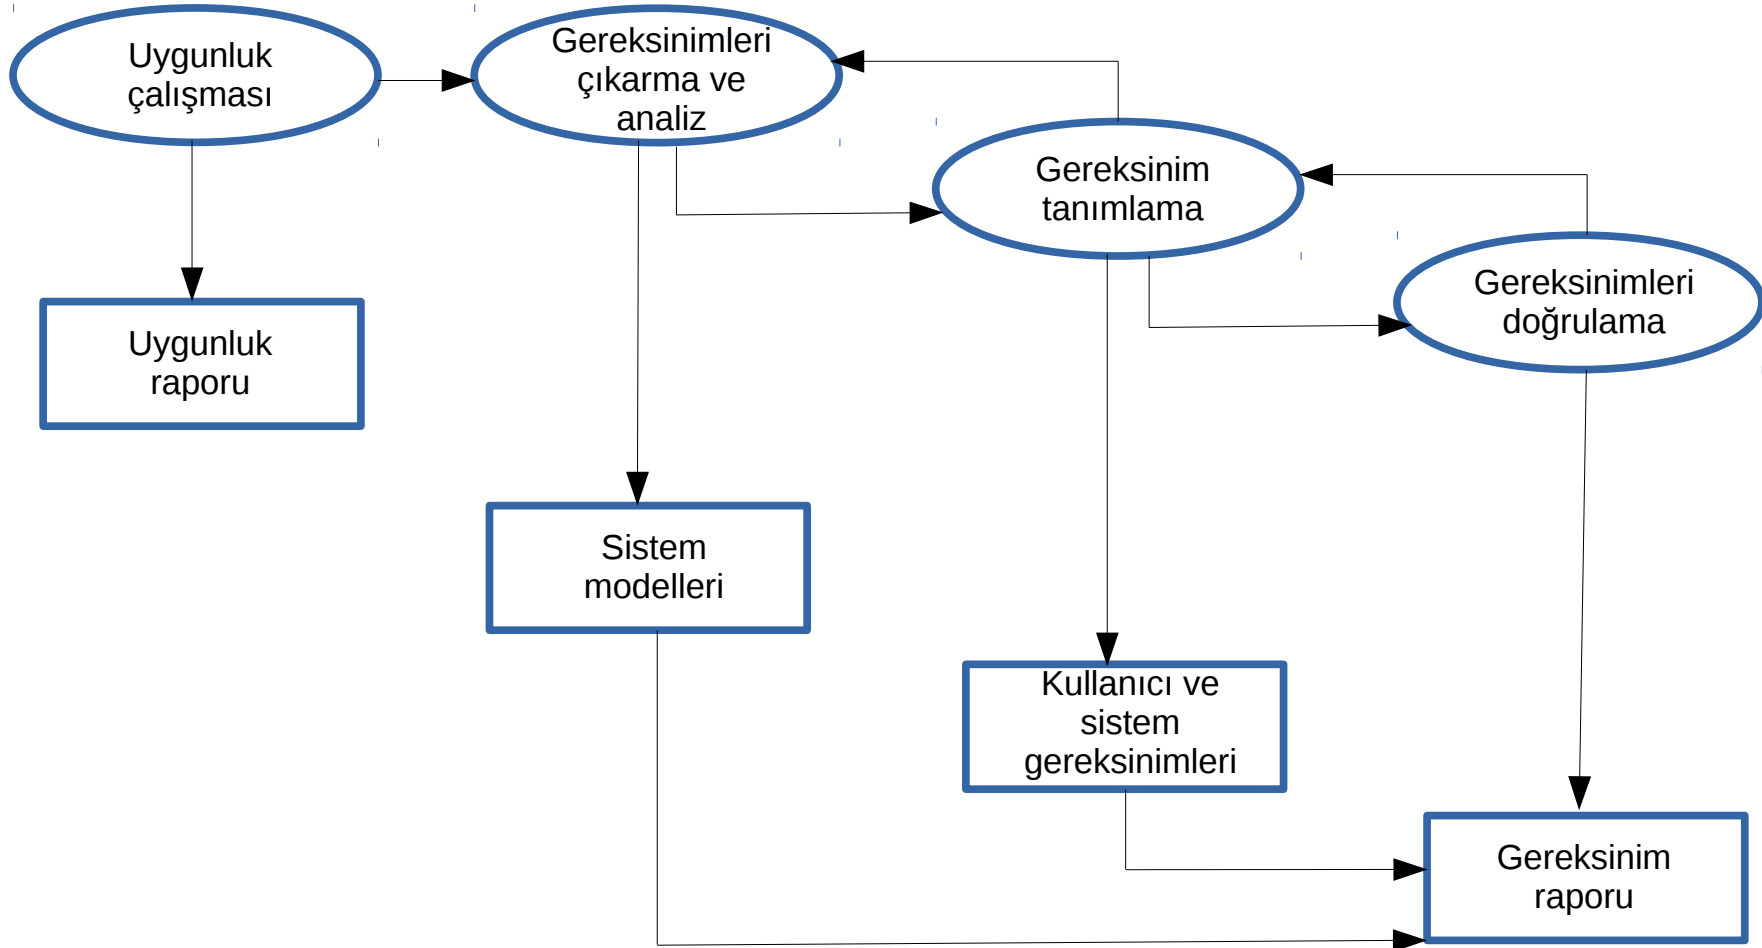 Uygunluk
çalışması
Gereksinimleri
çıkarma ve
analiz
Gereksinim
tanımlama
Gereksinimleri
doğrulama
Uygunluk
raporu
Sistem
modelleri
Kullanıcı ve
sistem
gereksinimleri
Gereksinim
raporu